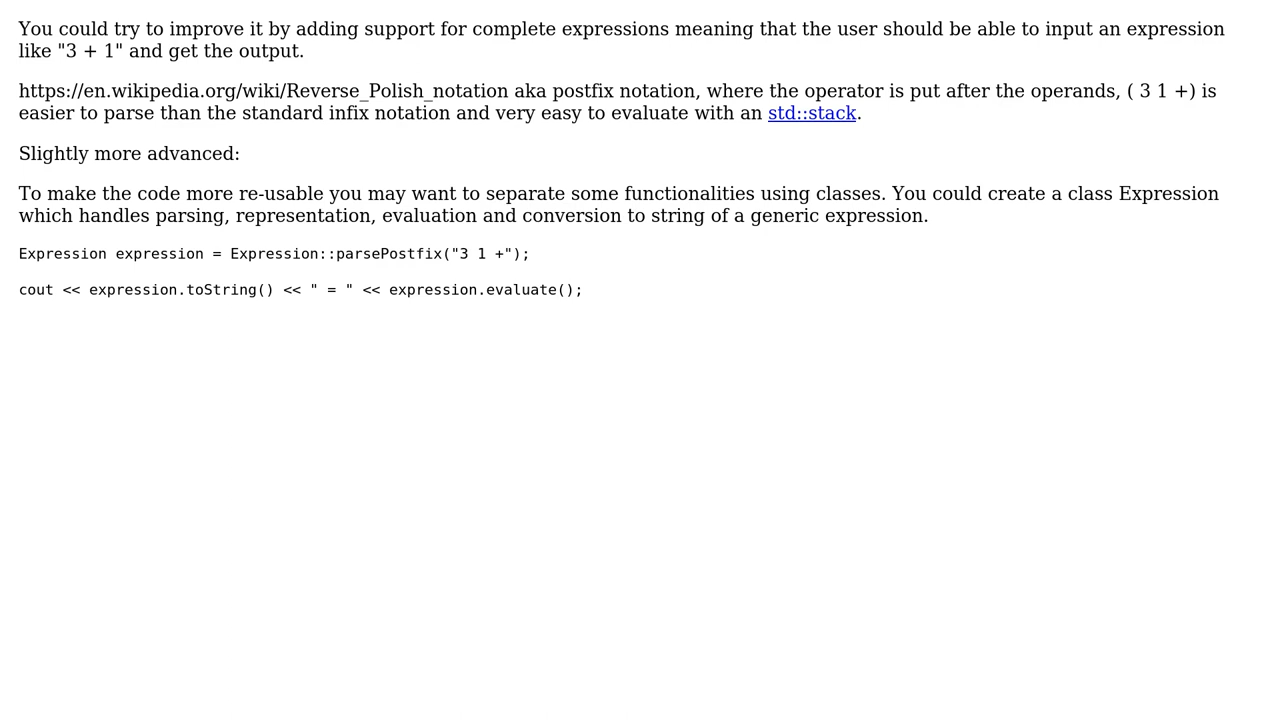 You could try to improve it by adding support for complete expressions meaning that the user should be able to input an expression
like "3 + 1" and get the output.
https://en.wikipedia.org/wiki/Reverse_Polish_notation aka postfix notation, where the operator is put after the operands, ( 3 1 +) is
easier to parse than the standard infix notation and very easy to evaluate with an std::stack.
Slightly more advanced:
To make the code more re-usable you may want to separate some functionalities using classes. You could create a class Expression
which handles parsing, representation, evaluation and conversion to string of a generic expression.
Expression expression = Expression::parsePostfix("3 1 +");
cout << expression.toString() << " = " << expression.evaluate();